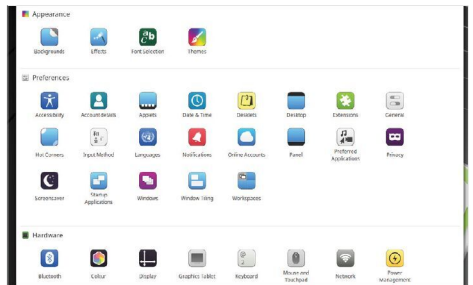 Appearance
Backgrounds Effects Font Selection Themes
Preferences
Accessibility Account details Applets Date & Time Desklets Desktop Extensions General
Hot Corners Input Method Languages Notifications Online Accounts Panel Preferred Applications Privacy
Screensaver Startup Applications Windows Window Tiling Workspaces
Hardware
Bluetooth Colour Display Graphics Tablet Keyboard Mouse and Touchpad Network Power Management